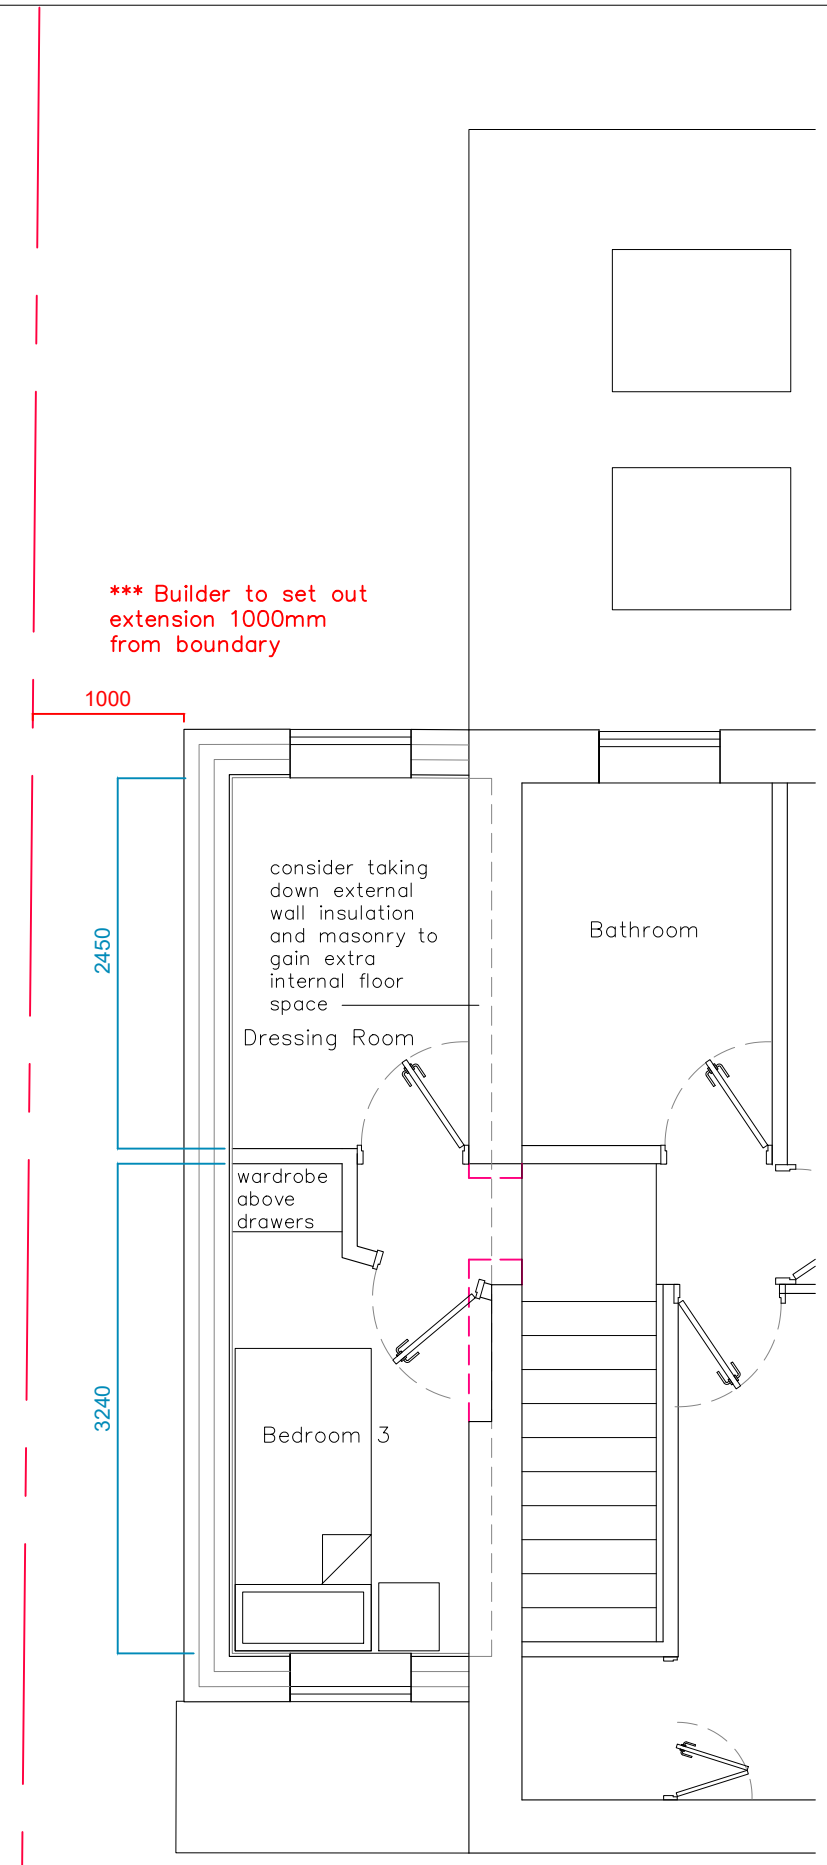 *** Builder to set out
extension 1000mm
from boundary
1000
consider taking
down external
wall insulation
and masonry to
gain extra
internal floor
space
Dressing Room
Bathroom
2450
wardrobe
above
drawers
3240
Bedroom 3